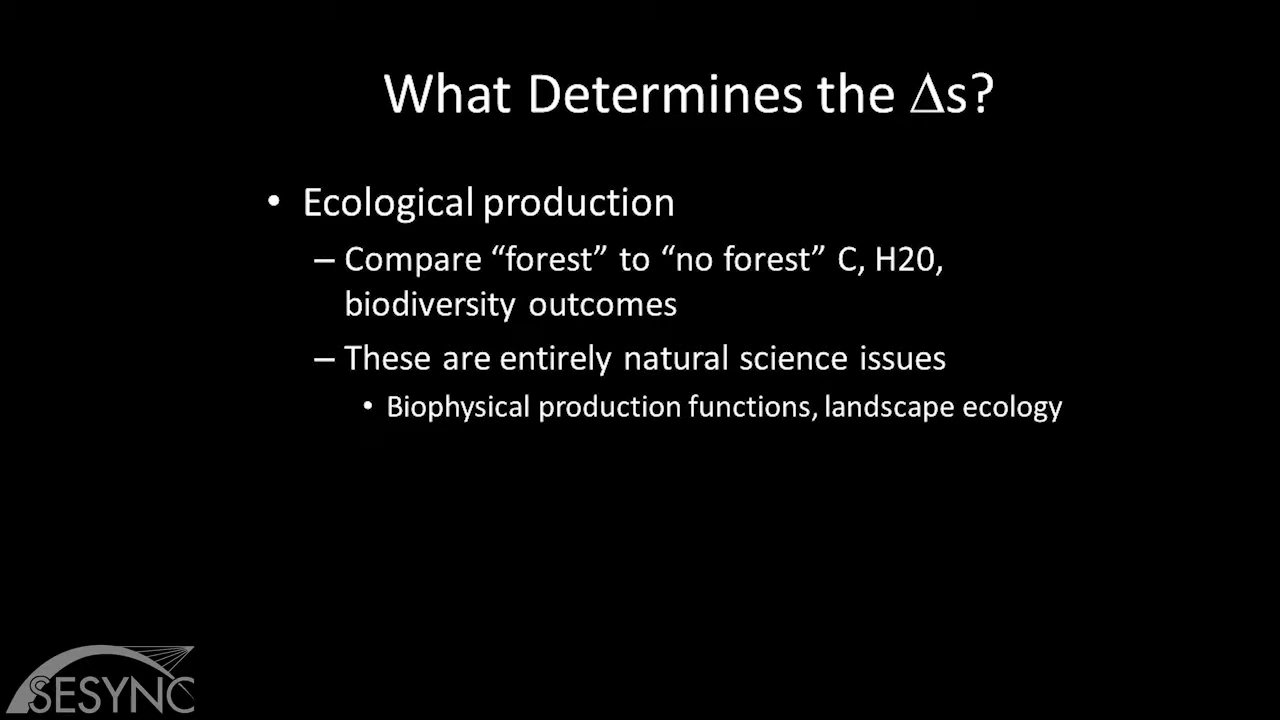 What Determines the Δs?
• Ecological production
– Compare “forest” to “no forest” C, H20,
biodiversity outcomes
– These are entirely natural science issues
• Biophysical production functions, landscape ecology
SESYNC